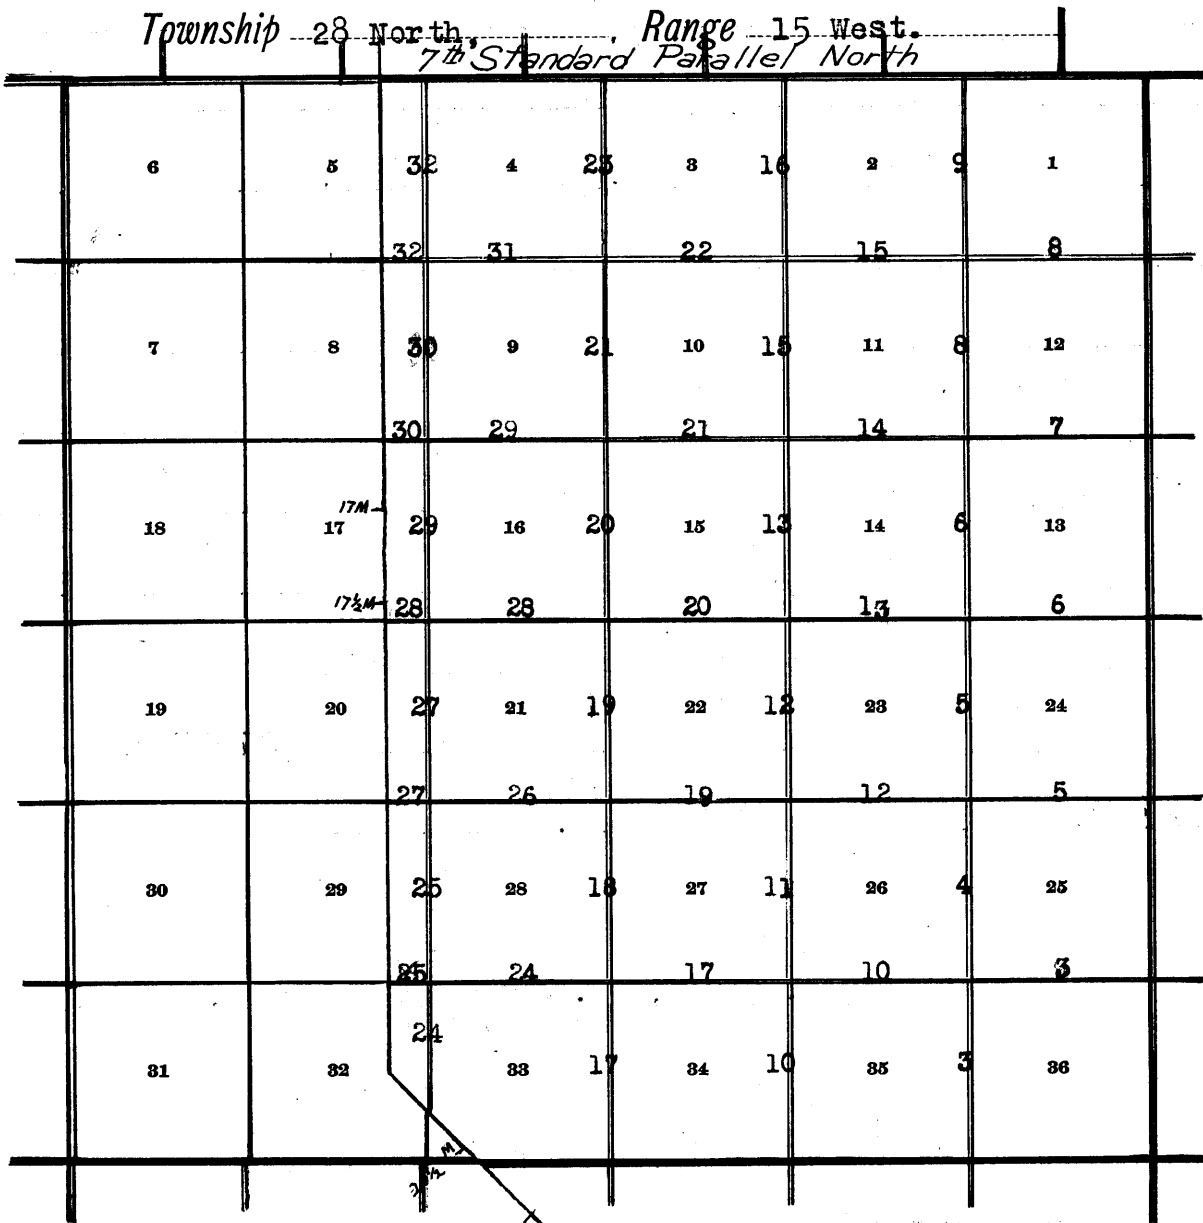 Township 28 North, Range 15 West.
7th Standard Parallel North
6 5 32 4 23 3 16 2 9 1
32 31 22 15 8
7 8 30 9 21 10 15 11 8 12
30 29 21 14 7
17M
18 17 29 16 20 15 13 14 6 13
17½M 28 28 20 13 6
19 20 27 21 19 22 12 23 5 24
27 26 19 12 5
30 29 25 28 18 27 11 26 4 25
25 24 17 10 3
24
31 32 33 17 34 10 35 3 36
M
1/2